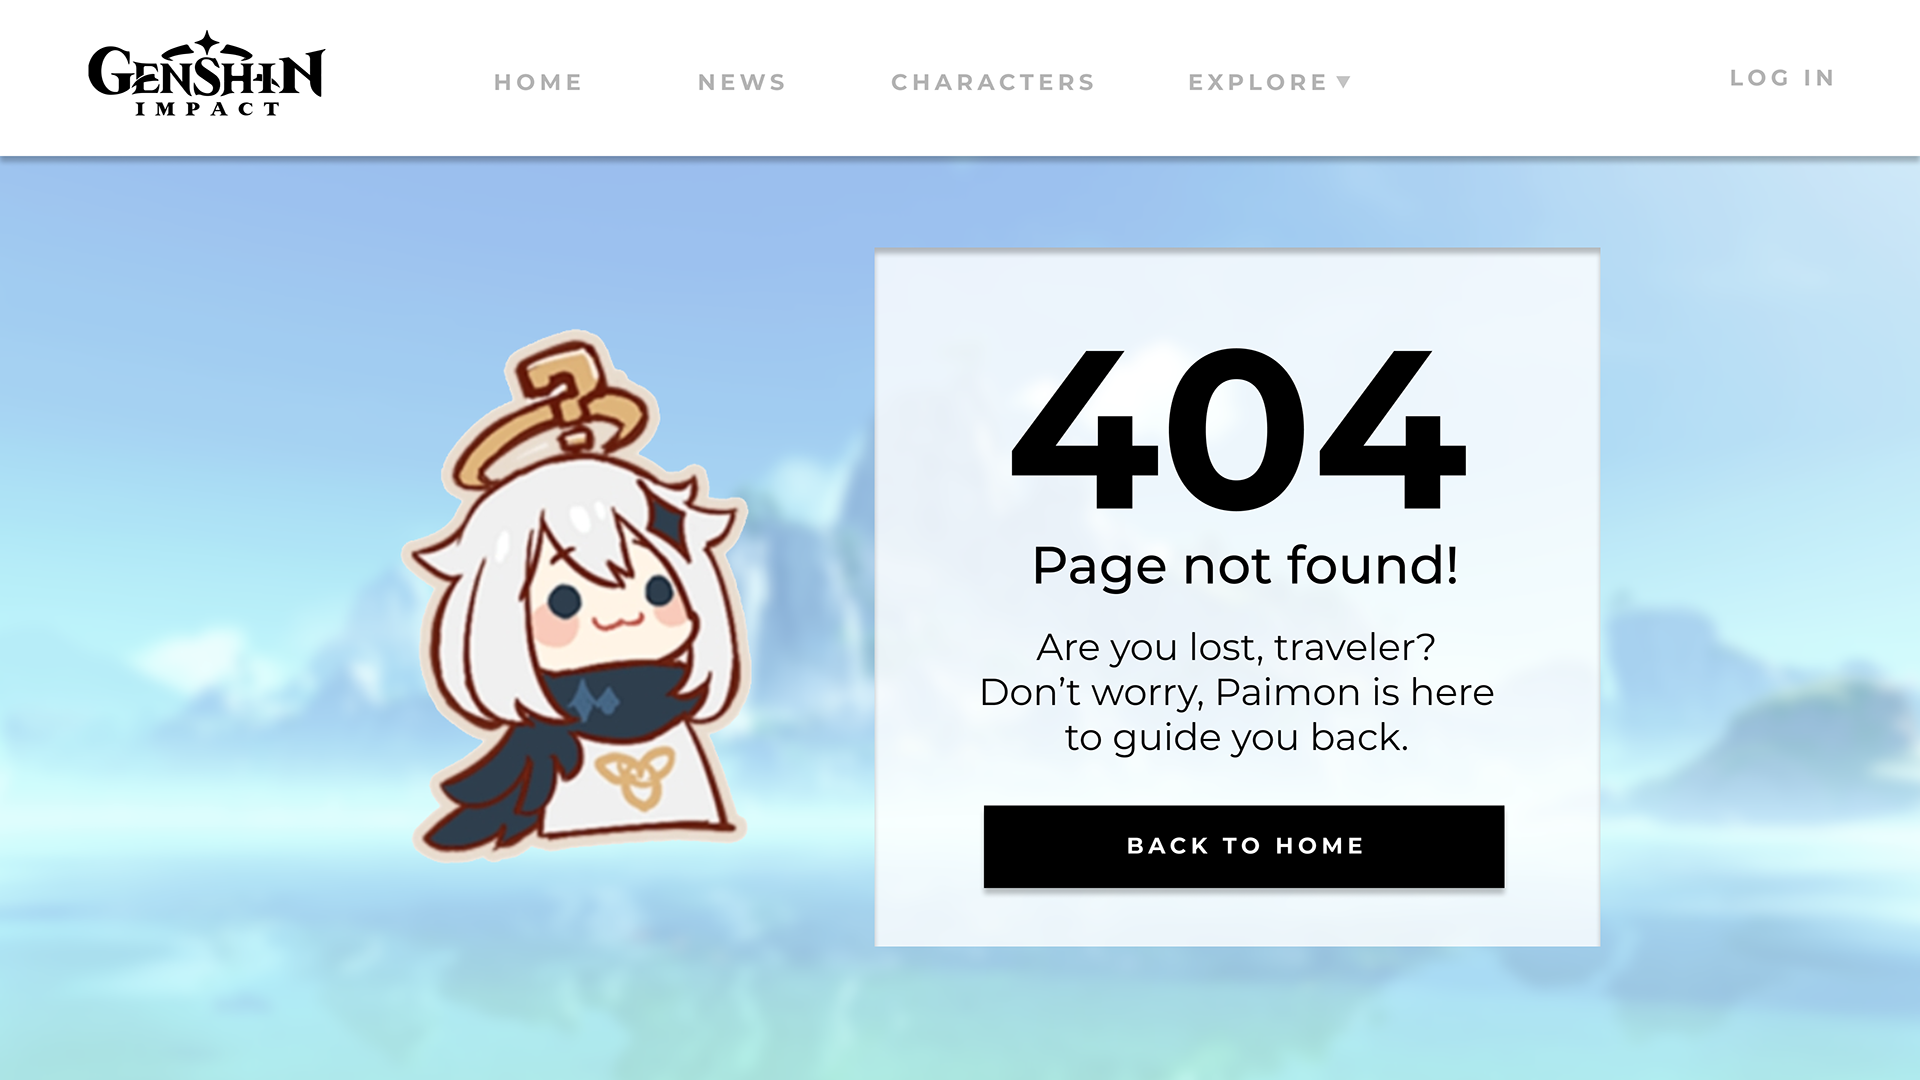 GENSHIN
IMPACT
HOME
NEWS
CHARACTERS
EXPLORE▼
LOG IN
404
Page not found!
Are you lost, traveler?
Don’t worry, Paimon is here
to guide you back.
BACK TO HOME